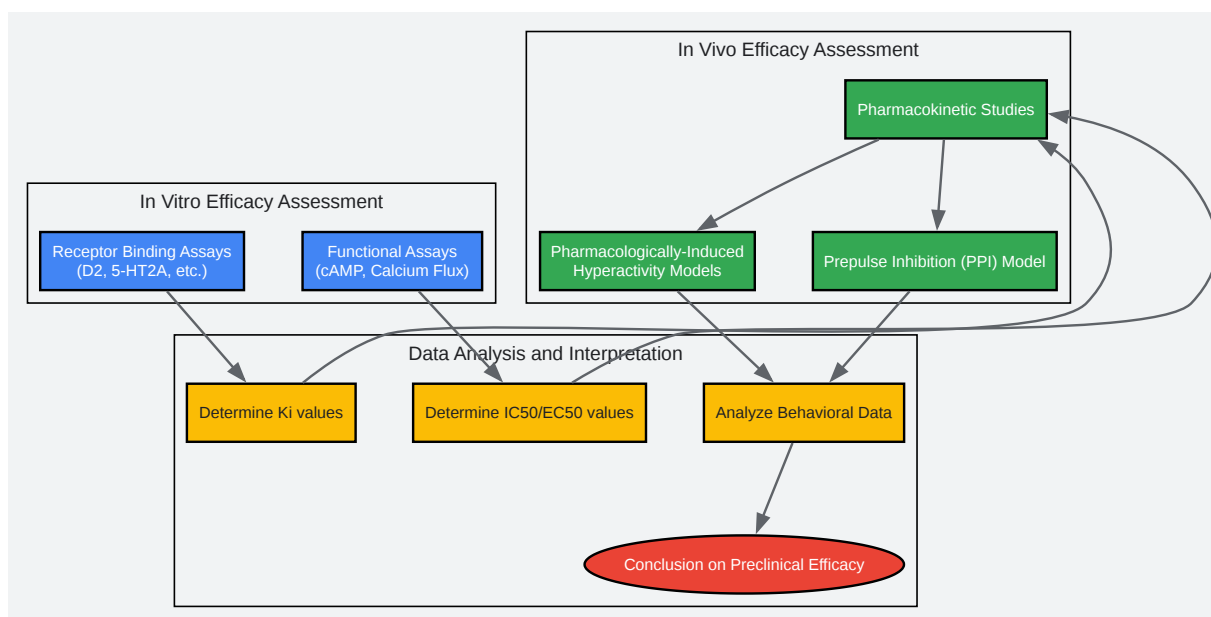 In Vivo Efficacy Assessment
Pharmacokinetic Studies
In Vitro Efficacy Assessment
Receptor Binding Assays
(D2, 5-HT2A, etc.)
Functional Assays
(cAMP, Calcium Flux)
Pharmacologically-Induced
Hyperactivity Models
Prepulse Inhibition (PPI) Model
Data Analysis and Interpretation
Determine Ki values
Determine IC50/EC50 values
Analyze Behavioral Data
Conclusion on Preclinical Efficacy